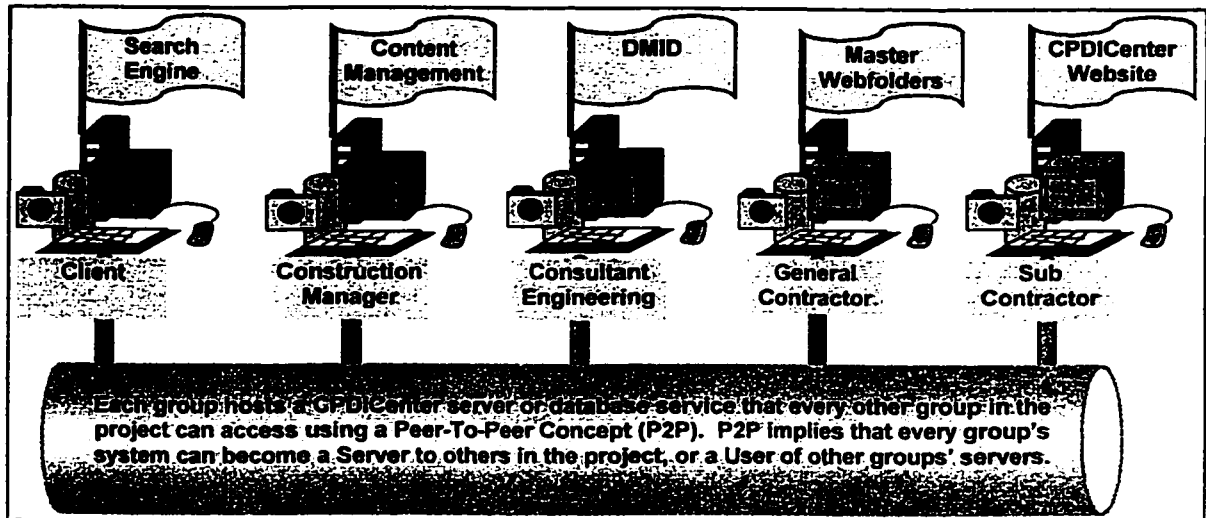 Search
Engine
Content
Management
DMID
Master
Webfolders
CPDICenter
Website
Client
Construction
Manager
Consultant
Engineering
General
Contractor
Sub
Contractor
Each group hosts a CPDICenter server or database service that every other group in the
project can access using a Peer-To-Peer Concept (P2P). P2P implies that every group's
system can become a Server to others in the project, or a User of other groups' servers.